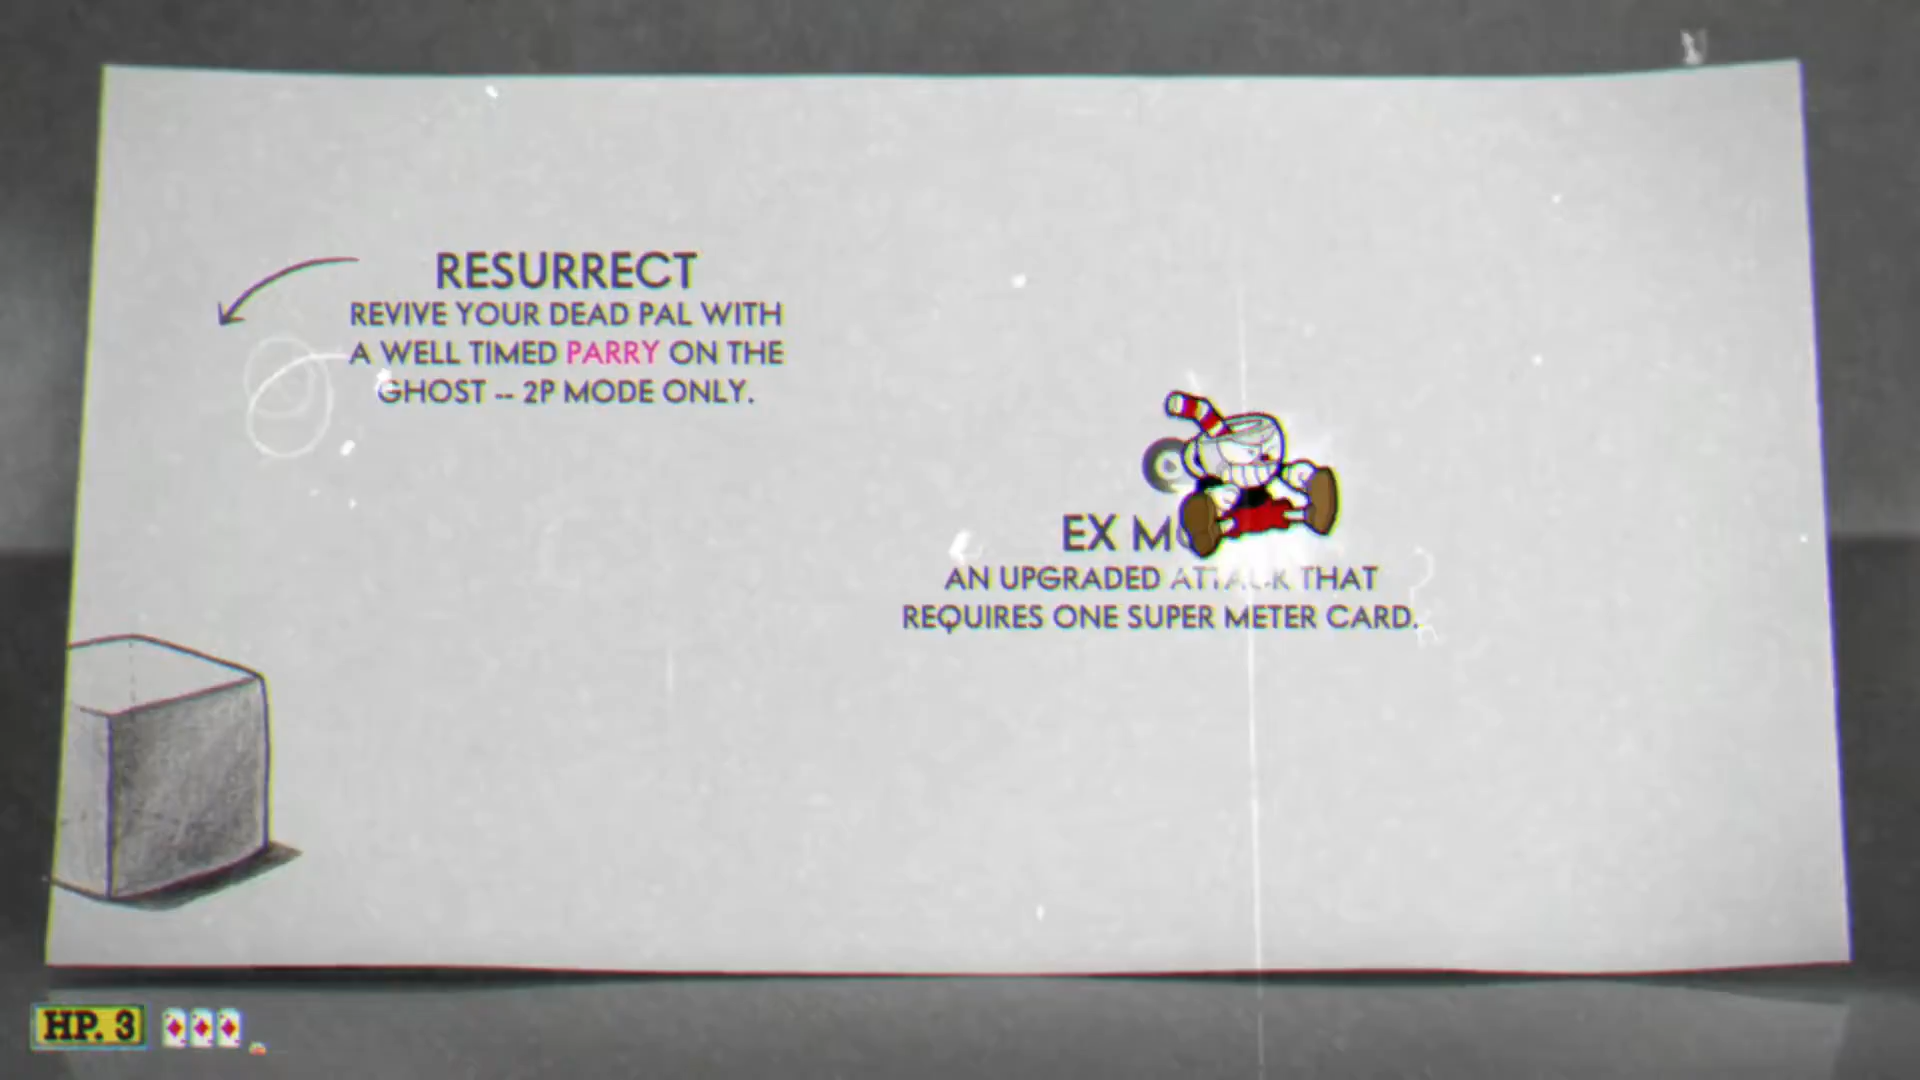 RESURRECT
REVIVE YOUR DEAD PAL WITH
A WELL TIMED PARRY ON THE
GHOST -- 2P MODE ONLY.
EX
AN UPGRADED ATTACK THAT
REQUIRES ONE SUPER METER CARD.
HP. 3